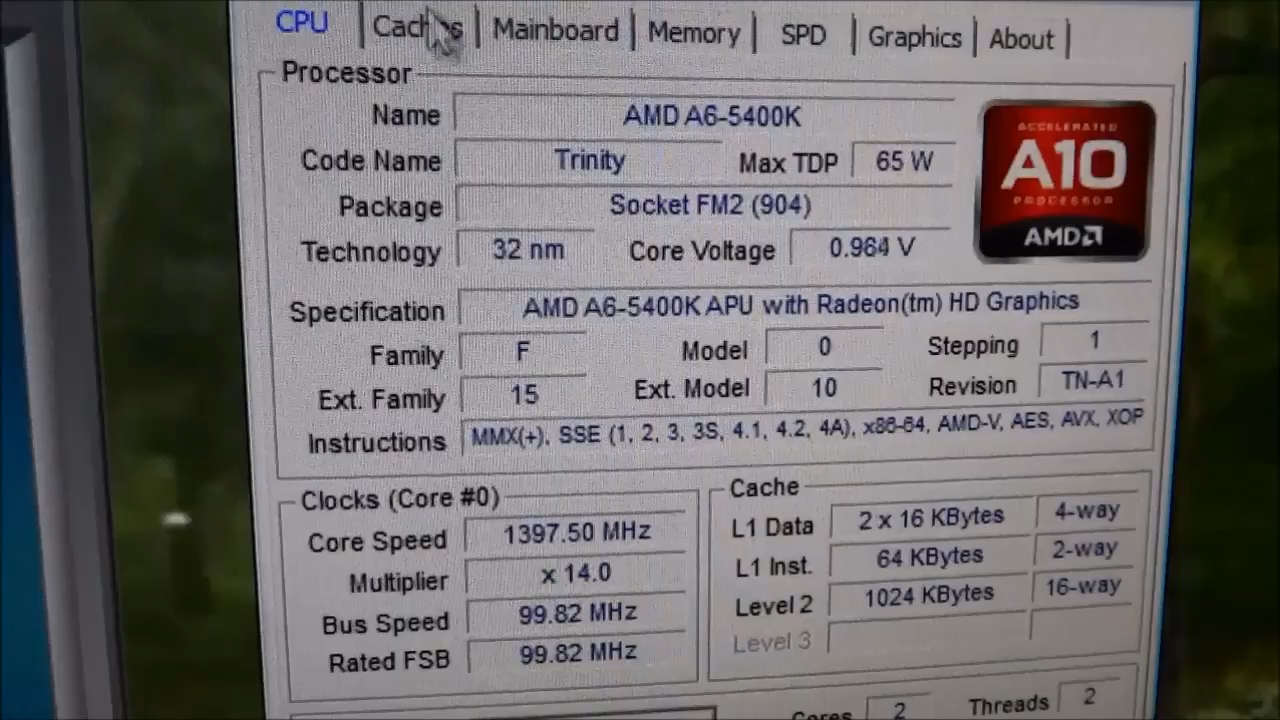 CPU Caches Mainboard Memory SPD Graphics About
Processor
Name AMD A6-5400K
Code Name Trinity Max TDP 65 W
Package Socket FM2 (904)
Technology 32 nm Core Voltage 0.964 V
ACCELERATED
A10
PROCESSOR
AMD
Specification AMD A6-5400K APU with Radeon(tm) HD Graphics
Family F Model 0 Stepping 1
Ext. Family 15 Ext. Model 10 Revision TN-A1
Instructions MMX(+), SSE (1, 2, 3, 3S, 4.1, 4.2, 4A), x86-64, AMD-V, AES, AVX, XOP
Clocks (Core #0)
Core Speed 1397.50 MHz
Multiplier x 14.0
Bus Speed 99.82 MHz
Rated FSB 99.82 MHz
Cache
L1 Data 2 x 16 KBytes 4-way
L1 Inst. 64 KBytes 2-way
Level 2 1024 KBytes 16-way
Level 3
Cores 2 Threads 2